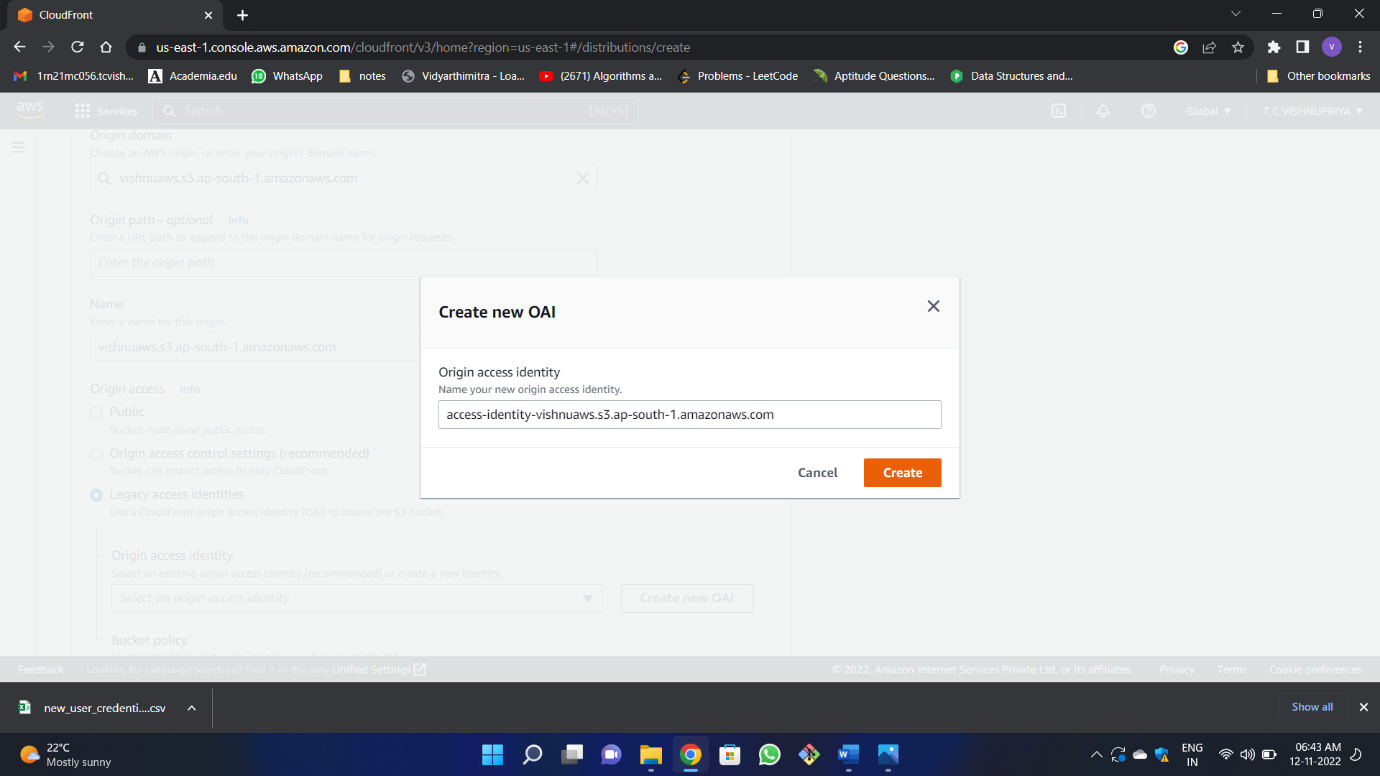 CloudFront
us-east-1.console.aws.amazon.com/cloudfront/v3/home?region=us-east-1#/distributions/create
V
1rn21mc056.tcvish...
Academia.edu
WhatsApp
notes
Vidyarthimitra - Loa...
(2671) Algorithms a...
Problems - LeetCode
Aptitude Questions...
Data Structures and...
Other bookmarks
aws
Services
Search
[Alt+S]
Global
T C VISHNUPRIYA
Origin domain
Choose an AWS origin, or enter your origin's domain name.
vishnuaws.s3.ap-south-1.amazonaws.com
Origin path - optional Info
Enter a URL path to append to the origin domain name for origin requests.
Enter the origin path
Name
Enter a name for this origin.
vishnuaws.s3.ap-south-1.amazonaws.com
Origin access Info
Public
Bucket must allow public access.
Origin access control settings (recommended)
Bucket can restrict access to only CloudFront.
Legacy access identities
Use a CloudFront origin access identity (OAI) to access the S3 bucket.
Origin access identity
Select an existing origin access identity (recommended) or create a new identity.
Select an origin access identity
Create new OAI
Bucket policy
Create new OAI
Origin access identity
Name your new origin access identity.
access-identity-vishnuaws.s3.ap-south-1.amazonaws.com
Cancel
Create
Feedback
Looking for language selection? Find it in the new Unified Settings
© 2022, Amazon Internet Services Private Ltd. or its affiliates.
Privacy
Terms
Cookie preferences
new_user_credenti....csv
Show all
22°C
Mostly sunny
ENG
IN
06:43 AM
12-11-2022